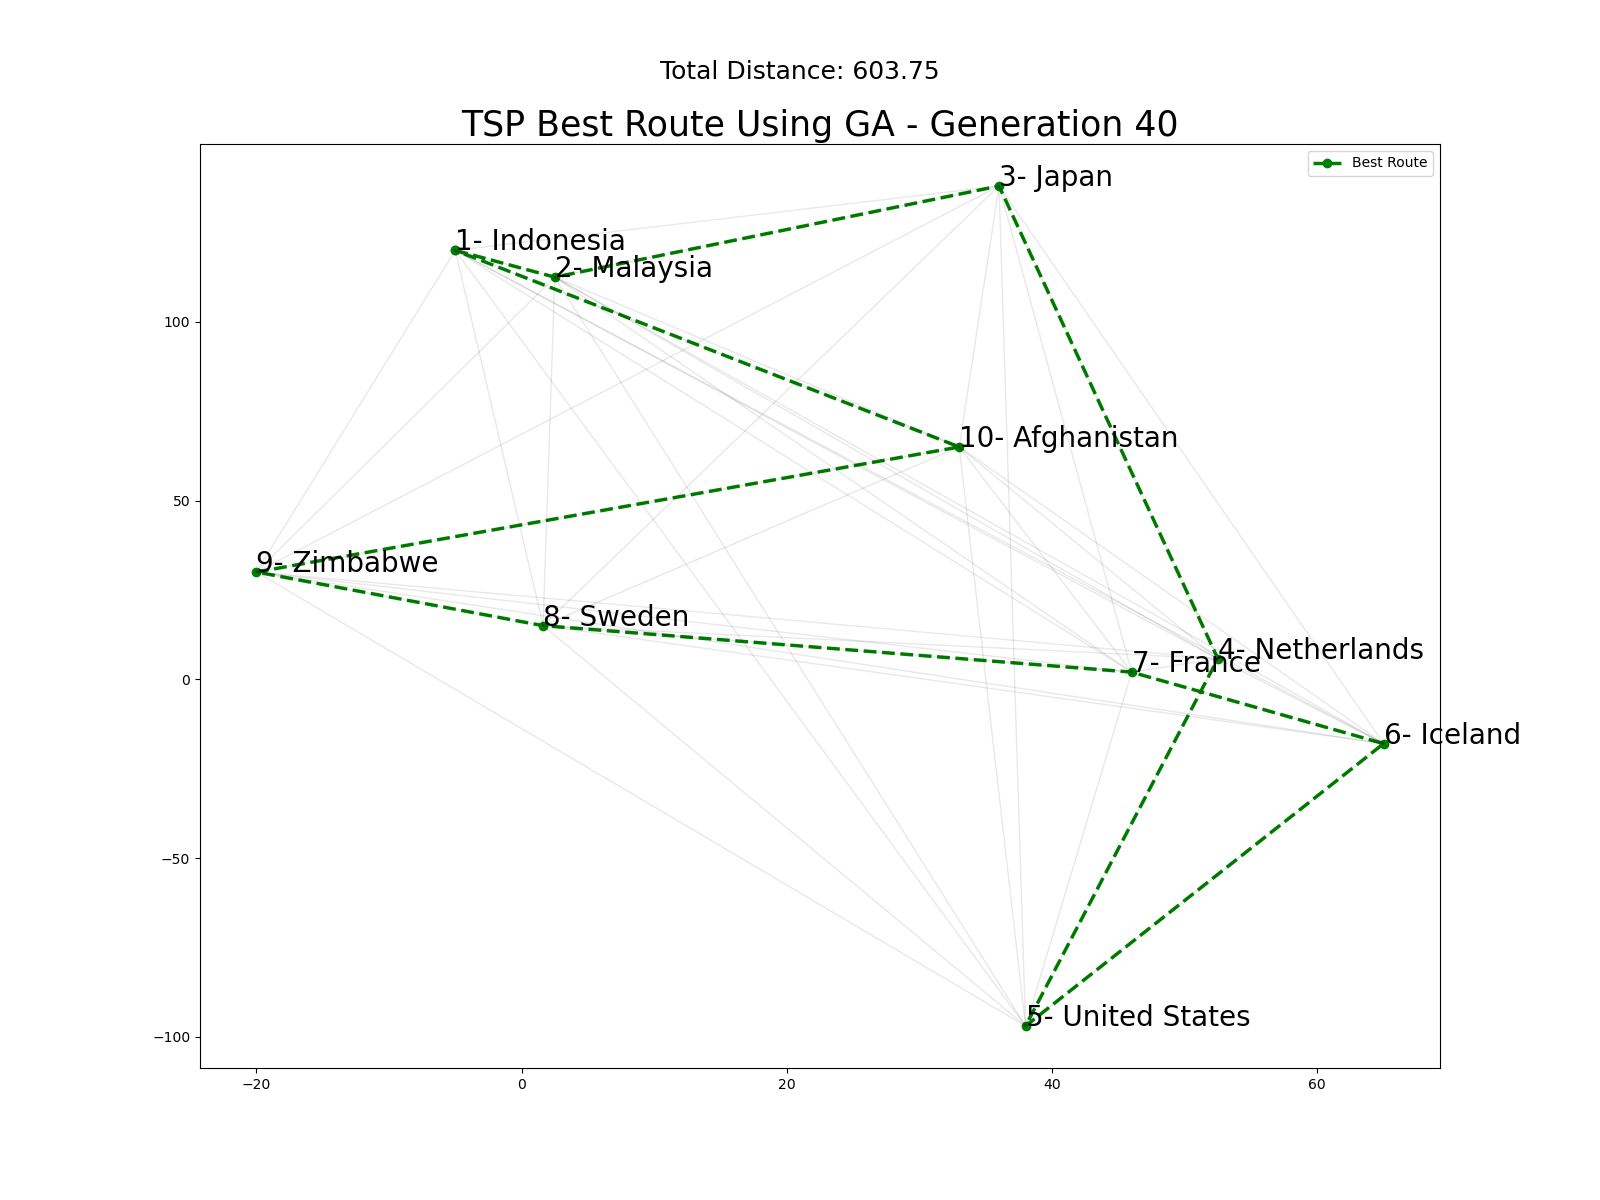 Total Distance: 603.75
TSP Best Route Using GA - Generation 40
Best Route
3- Japan
1- Indonesia
2- Malaysia
100
10- Afghanistan
50
9- Zimbabwe
8- Sweden
4- Netherlands
7- France
0
6- Iceland
−50
5- United States
−100
−20 0 20 40 60